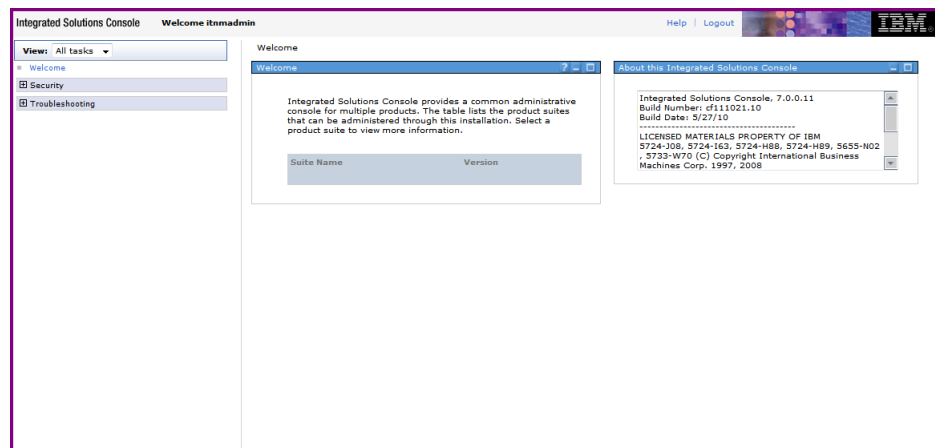 Integrated Solutions Console Welcome itnmadmin Help | Logout IBM®
View: All tasks
Welcome
Security
Troubleshooting
Welcome
Welcome ?
Integrated Solutions Console provides a common administrative
console for multiple products. The table lists the product suites
that can be administered through this installation. Select a
product suite to view more information.
Suite Name Version
About this Integrated Solutions Console
Integrated Solutions Console, 7.0.0.11
Build Number: cf111021.10
Build Date: 5/27/10
----------------------------------------
LICENSED MATERIALS PROPERTY OF IBM
5724-J08, 5724-I63, 5724-H88, 5724-H89, 5655-N02
, 5733-W70 (C) Copyright International Business
Machines Corp. 1997, 2008